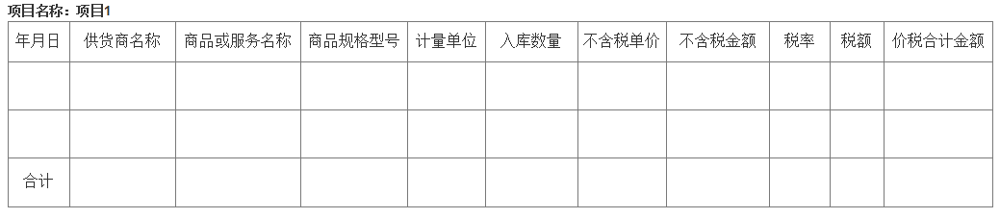 项目名称：项目1
年月日 供货商名称 商品或服务名称 商品规格型号 计量单位 入库数量 不含税单价 不含税金额 税率 税额 价税合计金额
合计